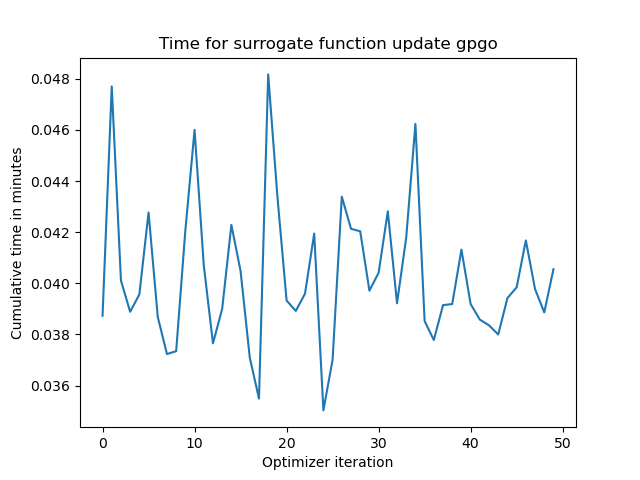 Time for surrogate function update gpgo
Cumulative time in minutes
0.048
0.046
0.044
0.042
0.040
0.038
0.036
0 10 20 30 40 50
Optimizer iteration